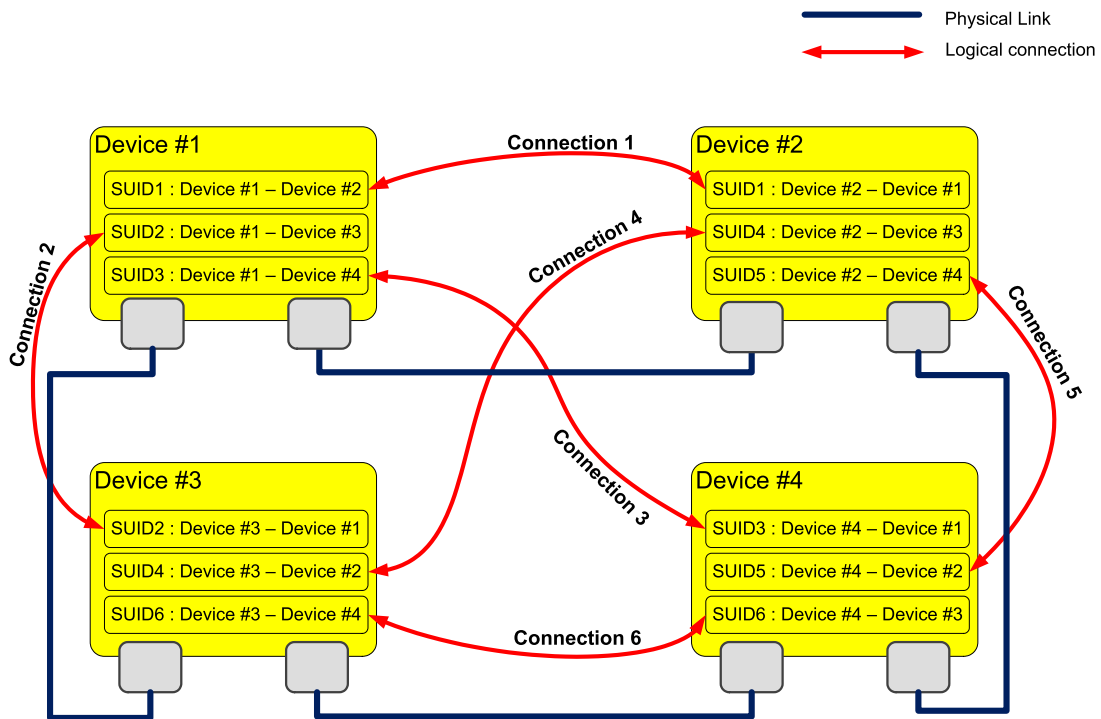 Physical Link
Logical connection
Device #1
SUID1 : Device #1 – Device #2
SUID2 : Device #1 – Device #3
SUID3 : Device #1 – Device #4
Connection 1
Device #2
SUID1 : Device #2 – Device #1
SUID4 : Device #2 – Device #3
SUID5 : Device #2 – Device #4
Connection 2
Connection 4
Connection 5
Connection 3
Device #3
SUID2 : Device #3 – Device #1
SUID4 : Device #3 – Device #2
SUID6 : Device #3 – Device #4
Connection 6
Device #4
SUID3 : Device #4 – Device #1
SUID5 : Device #4 – Device #2
SUID6 : Device #4 – Device #3